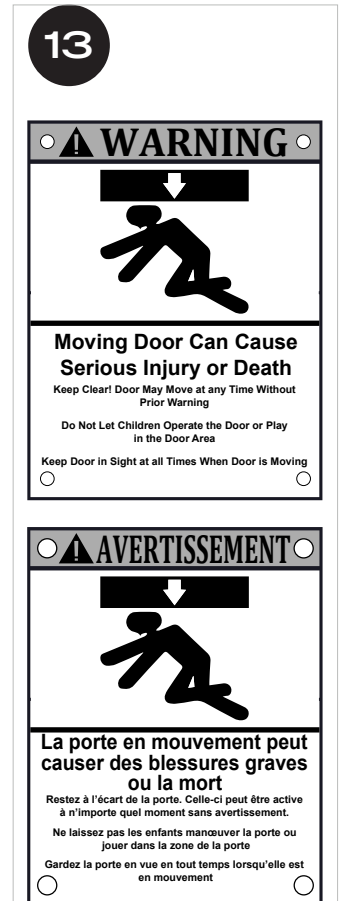 13
WARNING
Moving Door Can Cause
Serious Injury or Death
Keep Clear! Door May Move at any Time Without
Prior Warning
Do Not Let Children Operate the Door or Play
in the Door Area
Keep Door in Sight at all Times When Door is Moving
AVERTISSEMENT
La porte en mouvement peut
causer des blessures graves
ou la mort
Restez à l'écart de la porte. Celle-ci peut être active
à n'importe quel moment sans avertissement.
Ne laissez pas les enfants manœuver la porte ou
jouer dans la zone de la porte
Gardez la porte en vue en tout temps lorsqu'elle est
en mouvement